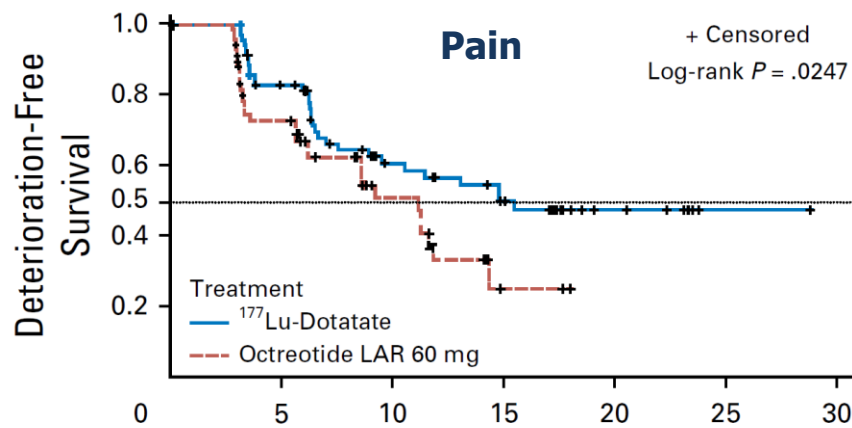 Pain
+ Censored
Log-rank P = .0247
Deterioration-Free
Survival
1.0
0.8
0.6
0.5
0.4
0.2
Treatment
177Lu-Dotatate
Octreotide LAR 60 mg
0 5 10 15 20 25 30